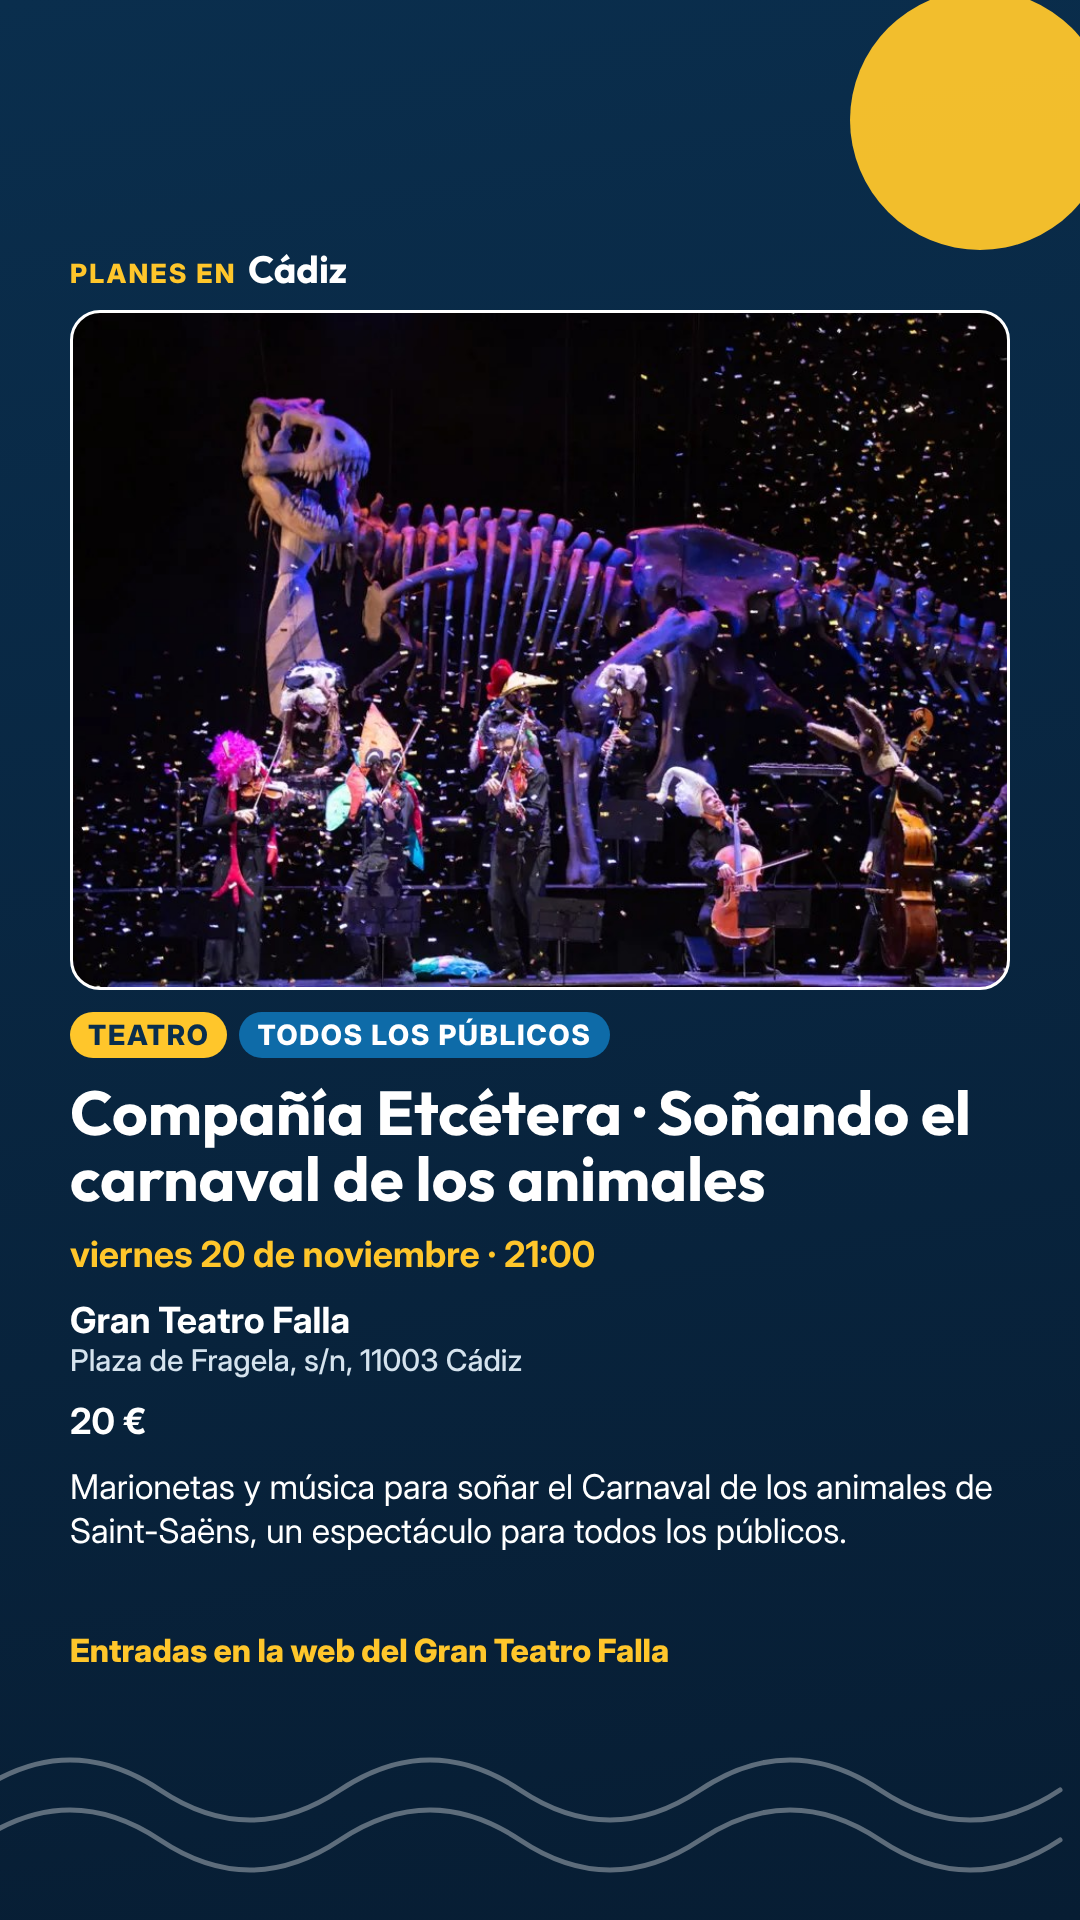 PLANES EN Cádiz
TEATRO TODOS LOS PÚBLICOS
Compañía Etcétera · Soñando el
carnaval de los animales
viernes 20 de noviembre · 21:00
Gran Teatro Falla
Plaza de Fragela, s/n, 11003 Cádiz
20 €
Marionetas y música para soñar el Carnaval de los animales de
Saint-Saëns, un espectáculo para todos los públicos.
Entradas en la web del Gran Teatro Falla